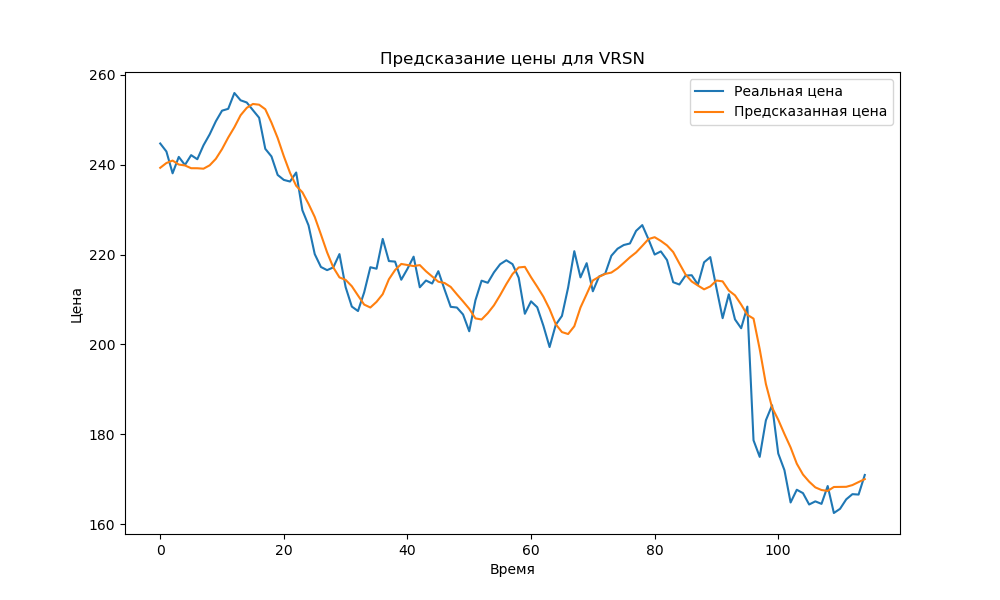 Предсказание цены для VRSN
Реальная цена
Предсказанная цена
260
240
220
200
180
160
Цена
0 20 40 60 80 100
Время